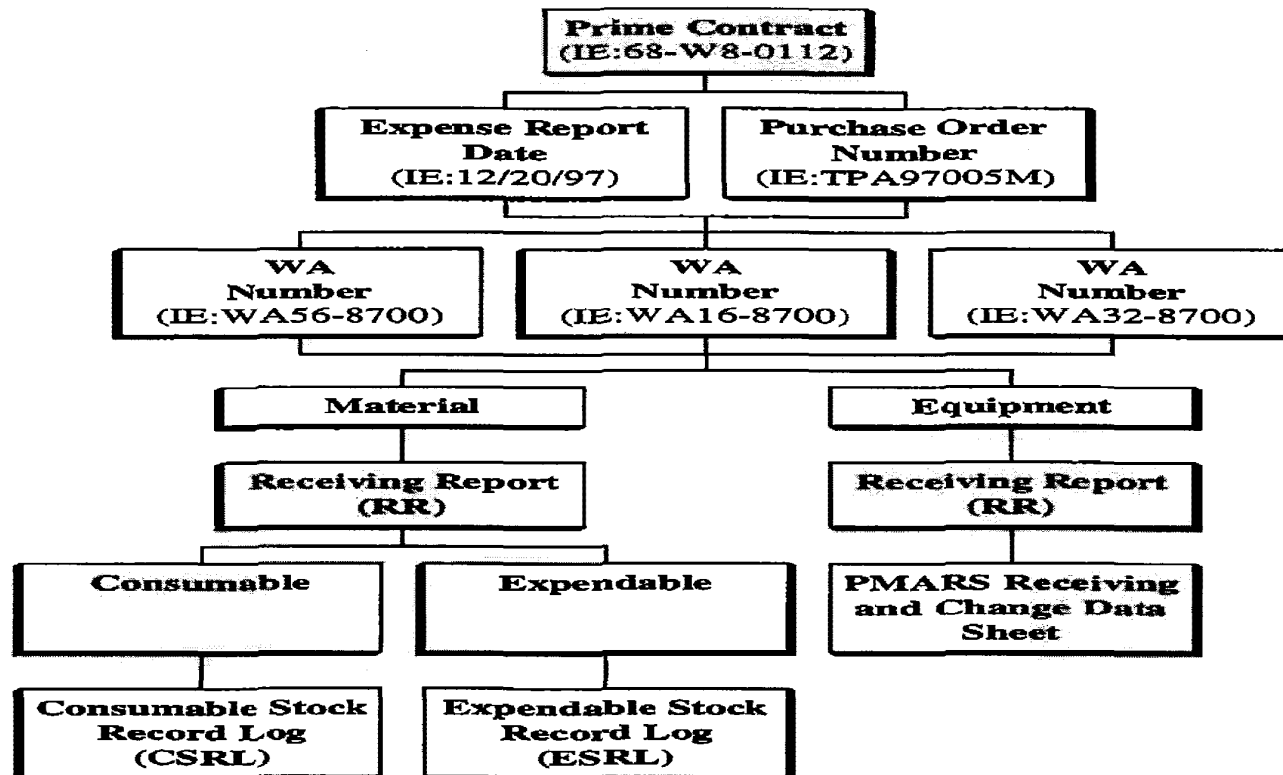 Prime Contract
(IE:68-W8-0112)
Expense Report
Date
(IE:12/20/97)
Purchase Order
Number
(IE:TPA97005M)
WA
Number
(IE:WA56-8700)
WA
Number
(IE:WA16-8700)
WA
Number
(IE:WA32-8700)
Material
Equipment
Receiving Report
(RR)
Receiving Report
(RR)
Consumable
Expendable
PMARS Receiving
and Change Data
Sheet
Consumable Stock
Record Log
(CSRL)
Expendable Stock
Record Log
(ESRL)